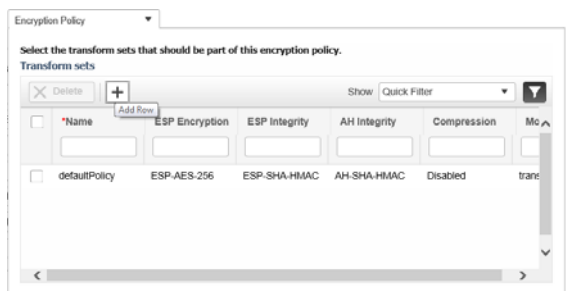 Encryption Policy
Select the transform sets that should be part of this encryption policy.
Transform sets
Delete
Show Quick Filter
Add Row
*Name ESP Encryption ESP Integrity AH Integrity Compression Mo
defaultPolicy ESP-AES-256 ESP-SHA-HMAC AH-SHA-HMAC Disabled trans